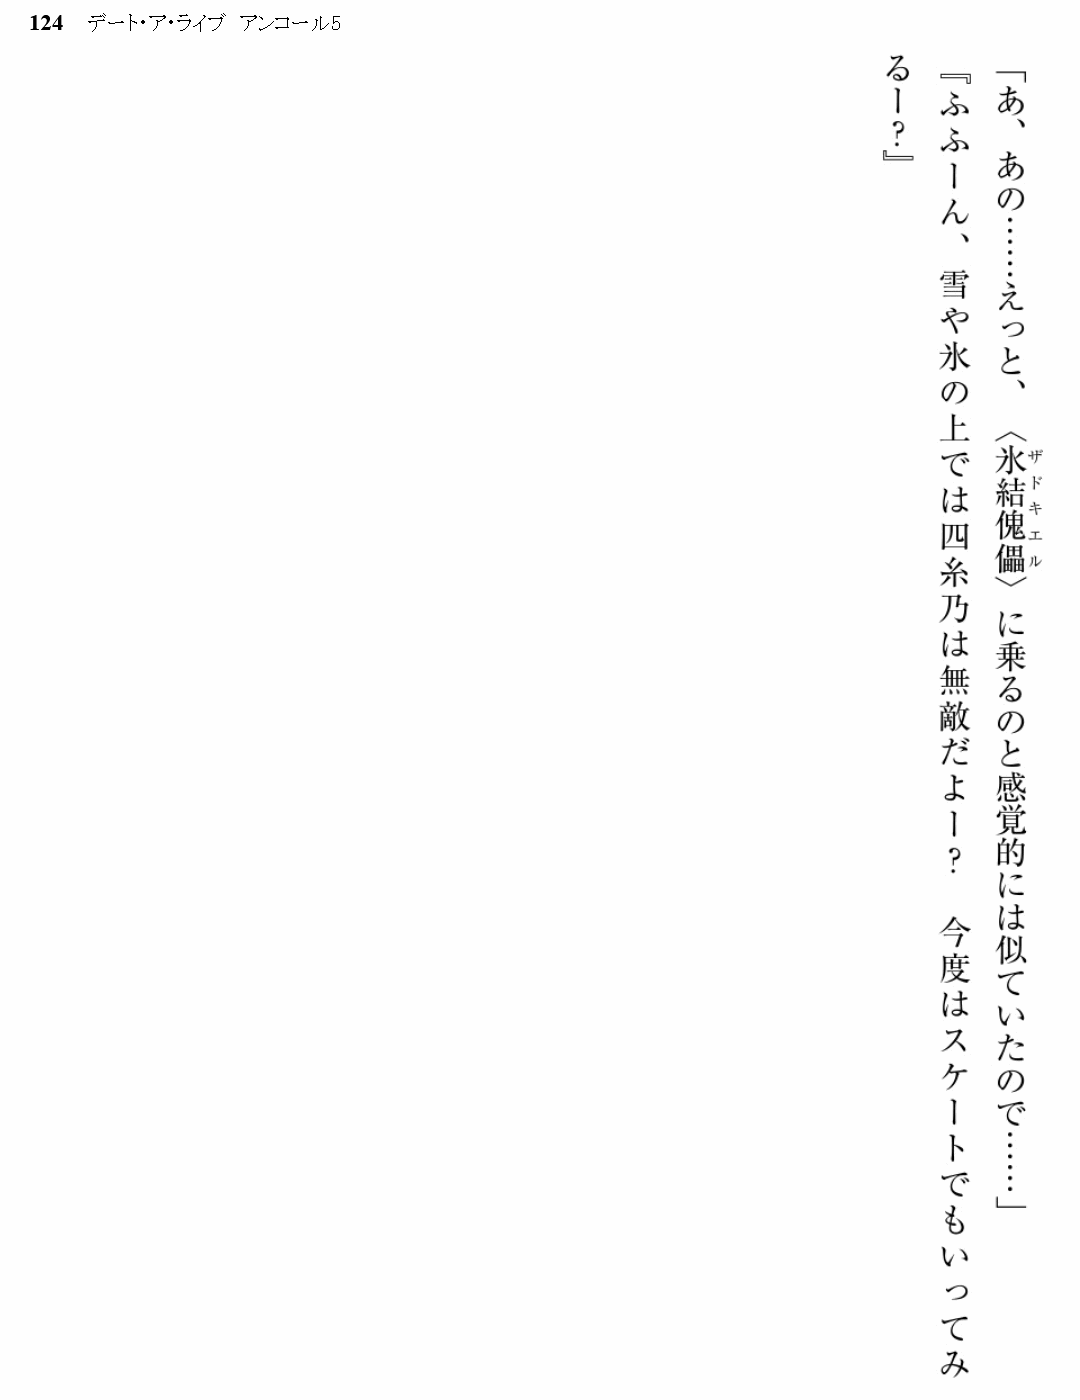 124　デート・ア・ライブ　アンコール5
「あ、あの……えっと、〈氷結傀儡〉に乗るのと感覚的には似ていたので……」
ザドキエル
『ふふーん、雪や氷の上では四糸乃は無敵だよー？　今度はスケートでもいってみ
るー？』